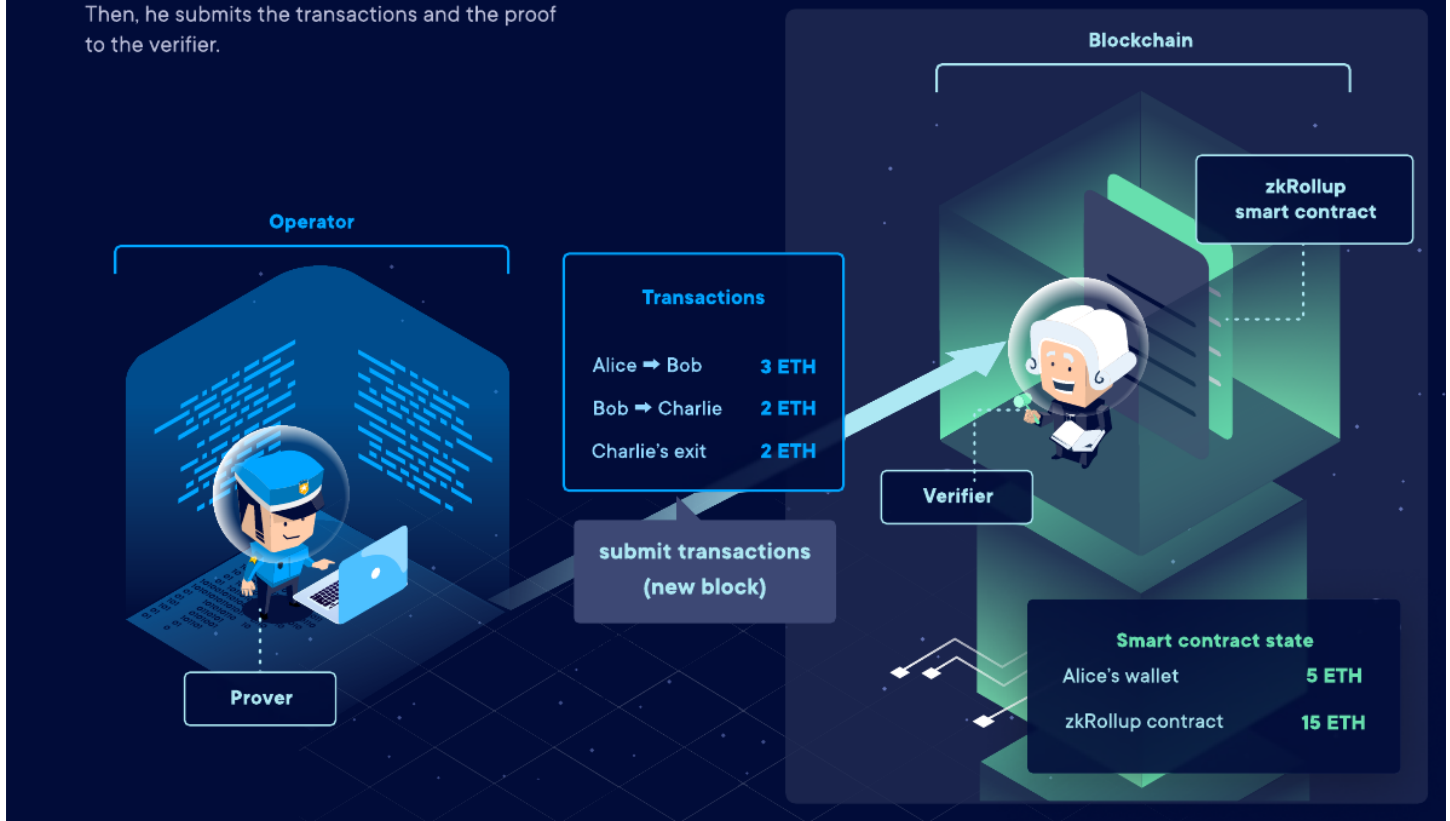 Then, he submits the transactions and the proof
to the verifier.
Blockchain
zkRollup
smart contract
Operator
Transactions
Alice ➡ Bob 3 ETH
Bob ➡ Charlie 2 ETH
Charlie's exit 2 ETH
Verifier
submit transactions
(new block)
Smart contract state
Alice's wallet 5 ETH
zkRollup contract 15 ETH
Prover